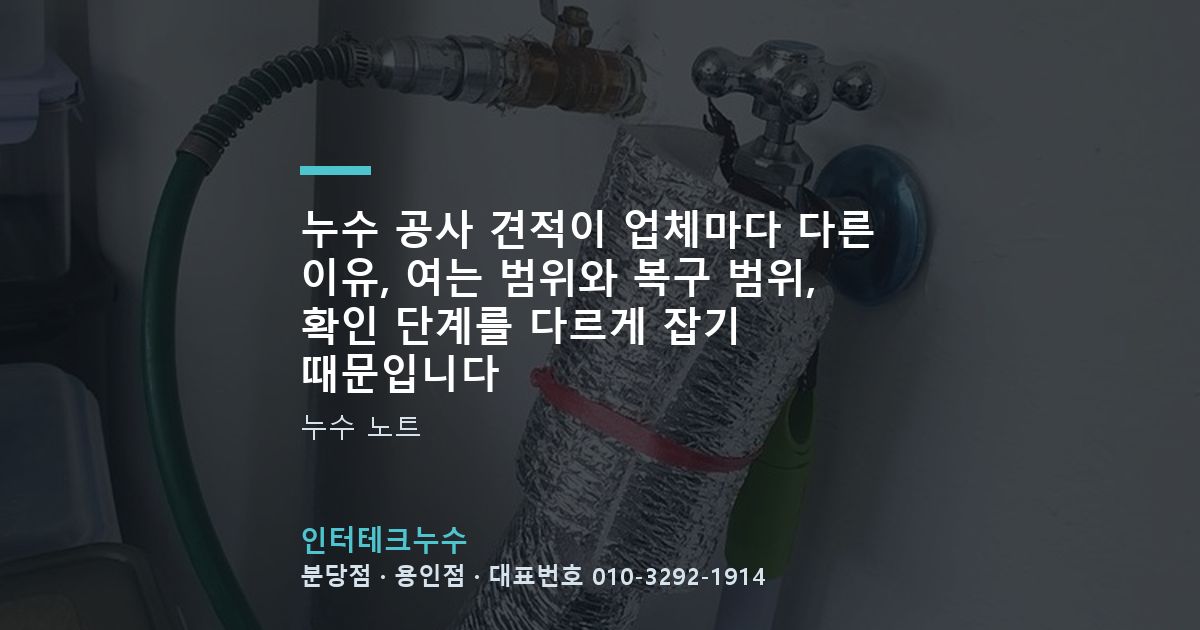 누수 공사 견적이 업체마다 다른
이유, 여는 범위와 복구 범위,
확인 단계를 다르게 잡기
때문입니다
누수 노트
인터테크누수
분당점 · 용인점 · 대표번호 010-3292-1914